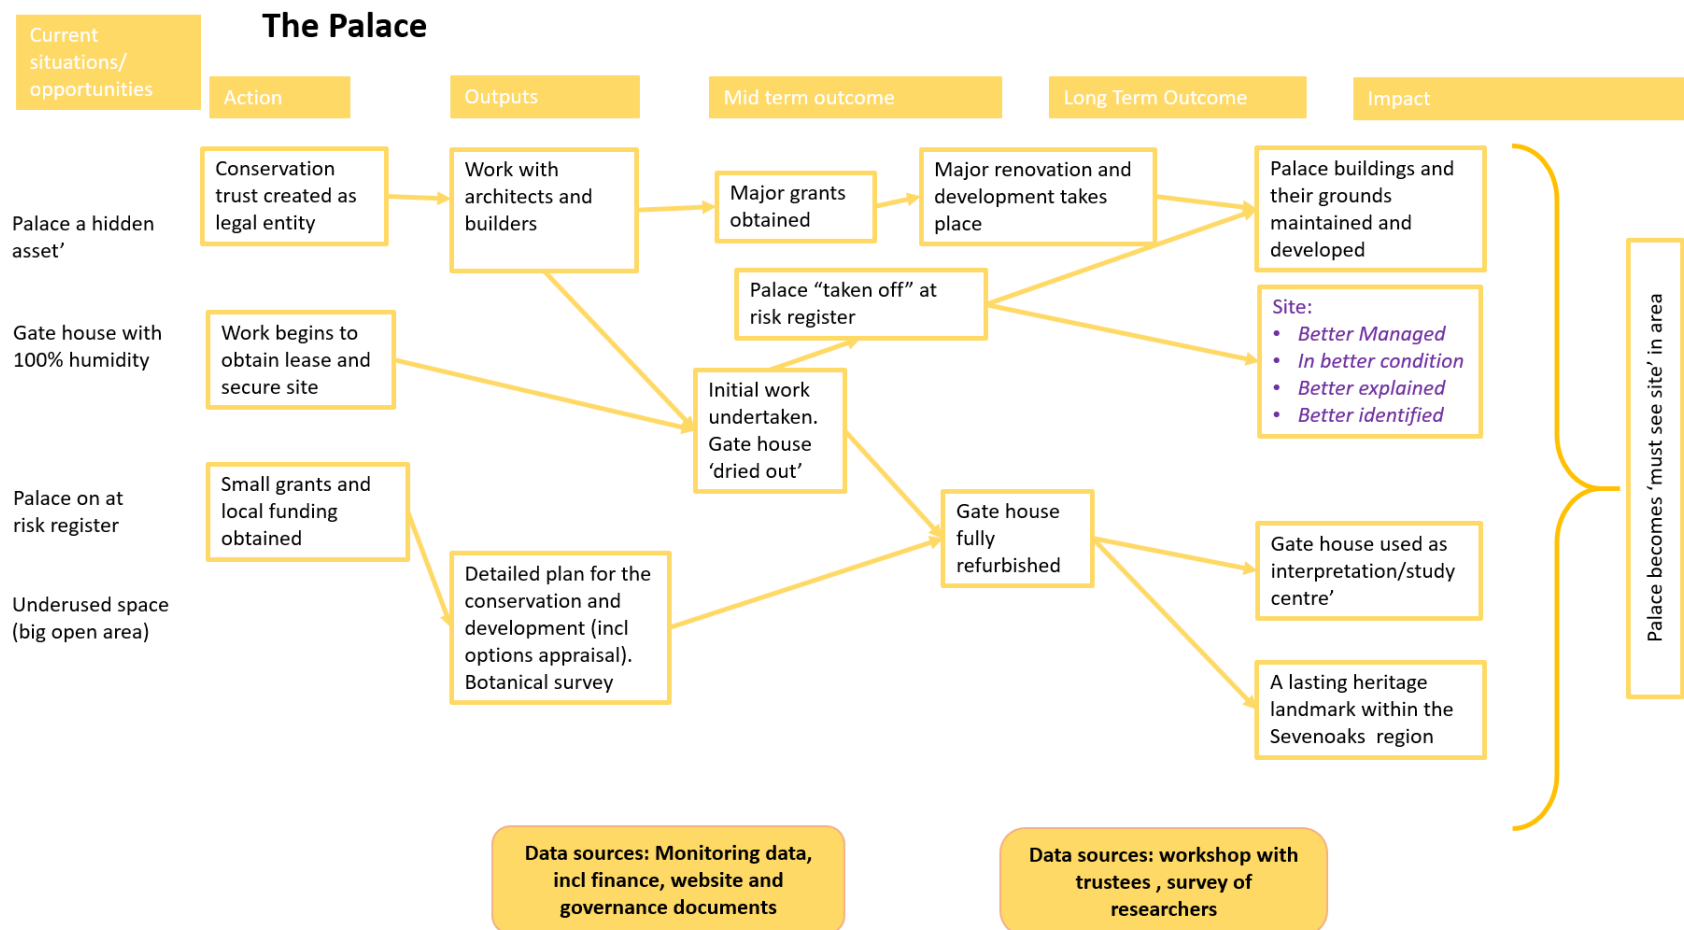 The Palace
Current
situations/
opportunities
Action
Outputs
Mid term outcome
Long Term Outcome
Impact
Palace a hidden
asset’
Gate house with
100% humidity
Palace on at
risk register
Underused space
(big open area)
Conservation
trust created as
legal entity
Work begins to
obtain lease and
secure site
Small grants and
local funding
obtained
Work with
architects and
builders
Detailed plan for the
conservation and
development (incl
options appraisal).
Botanical survey
Major grants
obtained
Palace “taken off” at
risk register
Initial work
undertaken.
Gate house
‘dried out’
Major renovation and
development takes
place
Gate house
fully
refurbished
Palace buildings and
their grounds
maintained and
developed
Site:
• Better Managed
• In better condition
• Better explained
• Better identified
Gate house used as
interpretation/study
centre’
A lasting heritage
landmark within the
Sevenoaks  region
Palace becomes ‘must see site’ in area
Data sources: Monitoring data,
incl finance, website and
governance documents
Data sources: workshop with
trustees , survey of
researchers